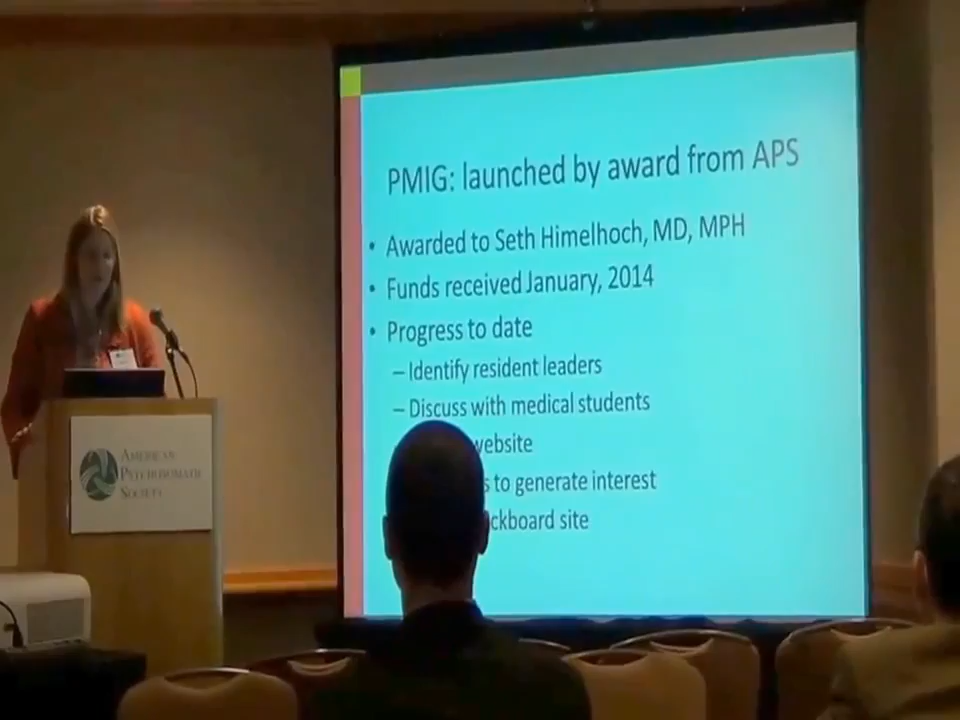 PMIG: launched by award from APS
• Awarded to Seth Himelhoch, MD, MPH
• Funds received January, 2014
• Progress to date
– Identify resident leaders
– Discuss with medical students
website
to generate interest
site
AMERICAN
PSYCHOSOMATIC
SOCIETY